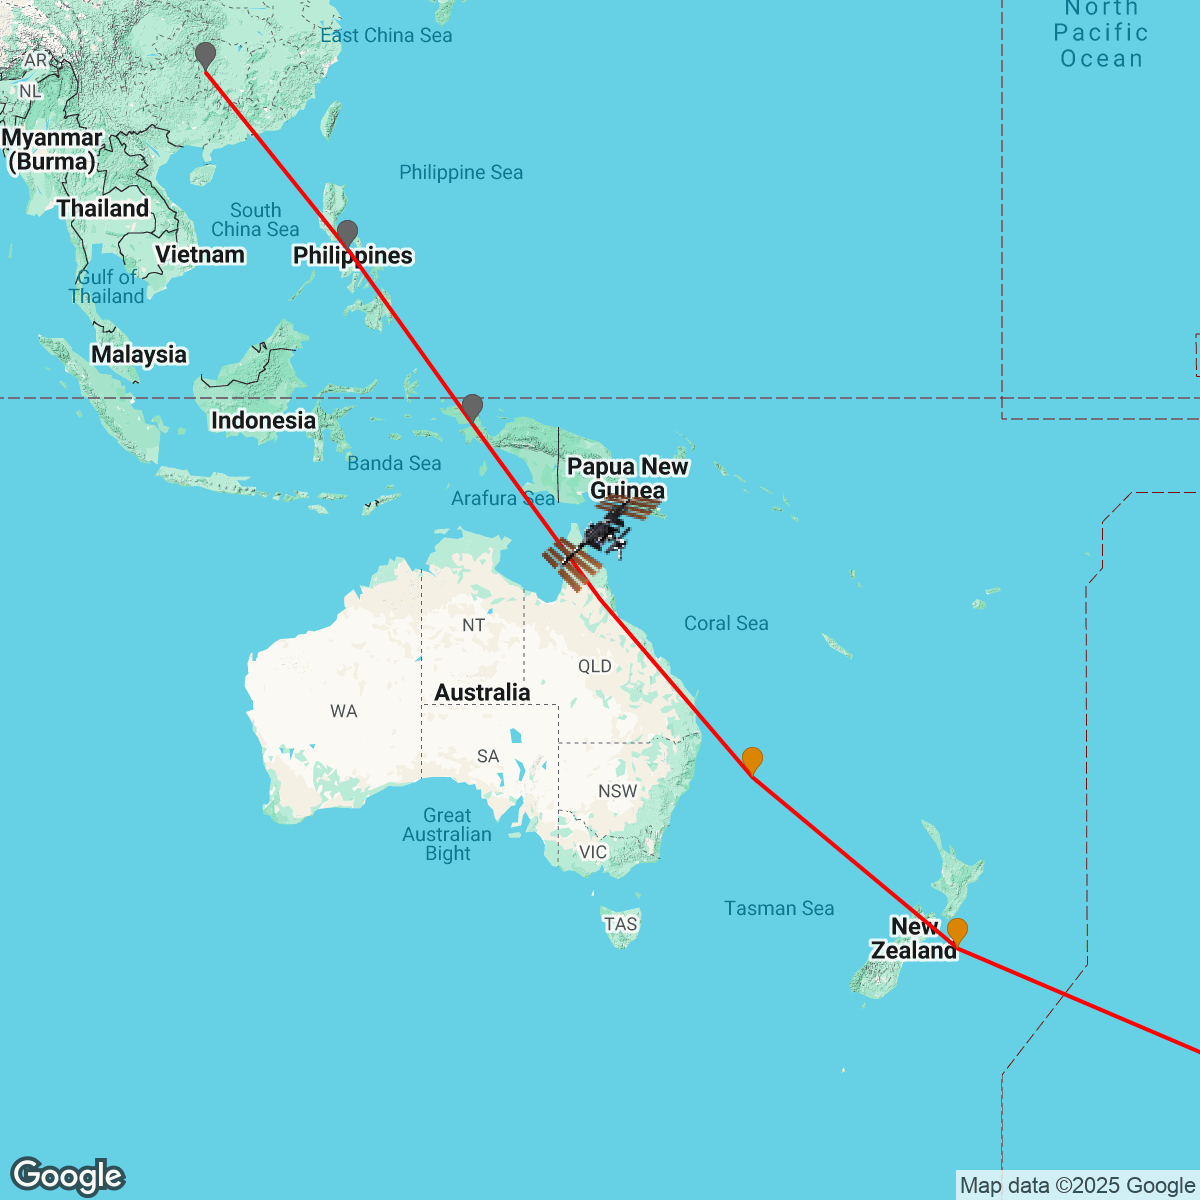 North
Pacific
Ocean
East China Sea
AR
NL
Myanmar
(Burma)
Philippine Sea
Thailand
South
China Sea
Vietnam
Philippines
Gulf of
Thailand
Malaysia
Indonesia
Banda Sea
Papua New
Guinea
Arafura Sea
NT
Coral Sea
QLD
Australia
WA
SA
NSW
Great
Australian
Bight
VIC
Tasman Sea
TAS
New
Zealand
Google
Map data ©2025 Google